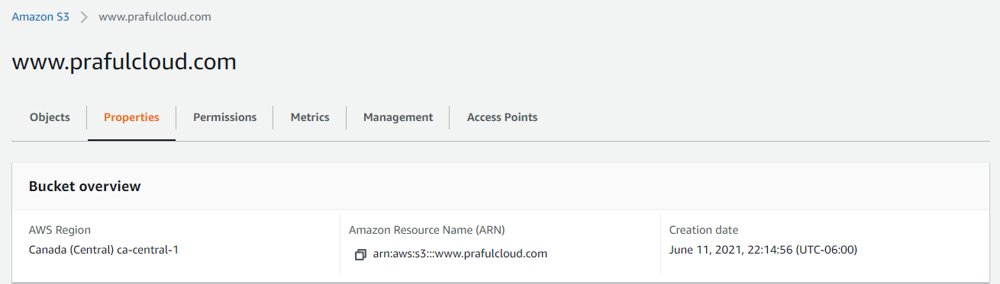 Amazon S3 > www.prafulcloud.com
www.prafulcloud.com
Objects Properties Permissions Metrics Management Access Points
Bucket overview
AWS Region Amazon Resource Name (ARN) Creation date
Canada (Central) ca-central-1 arn:aws:s3:::www.prafulcloud.com June 11, 2021, 22:14:56 (UTC-06:00)